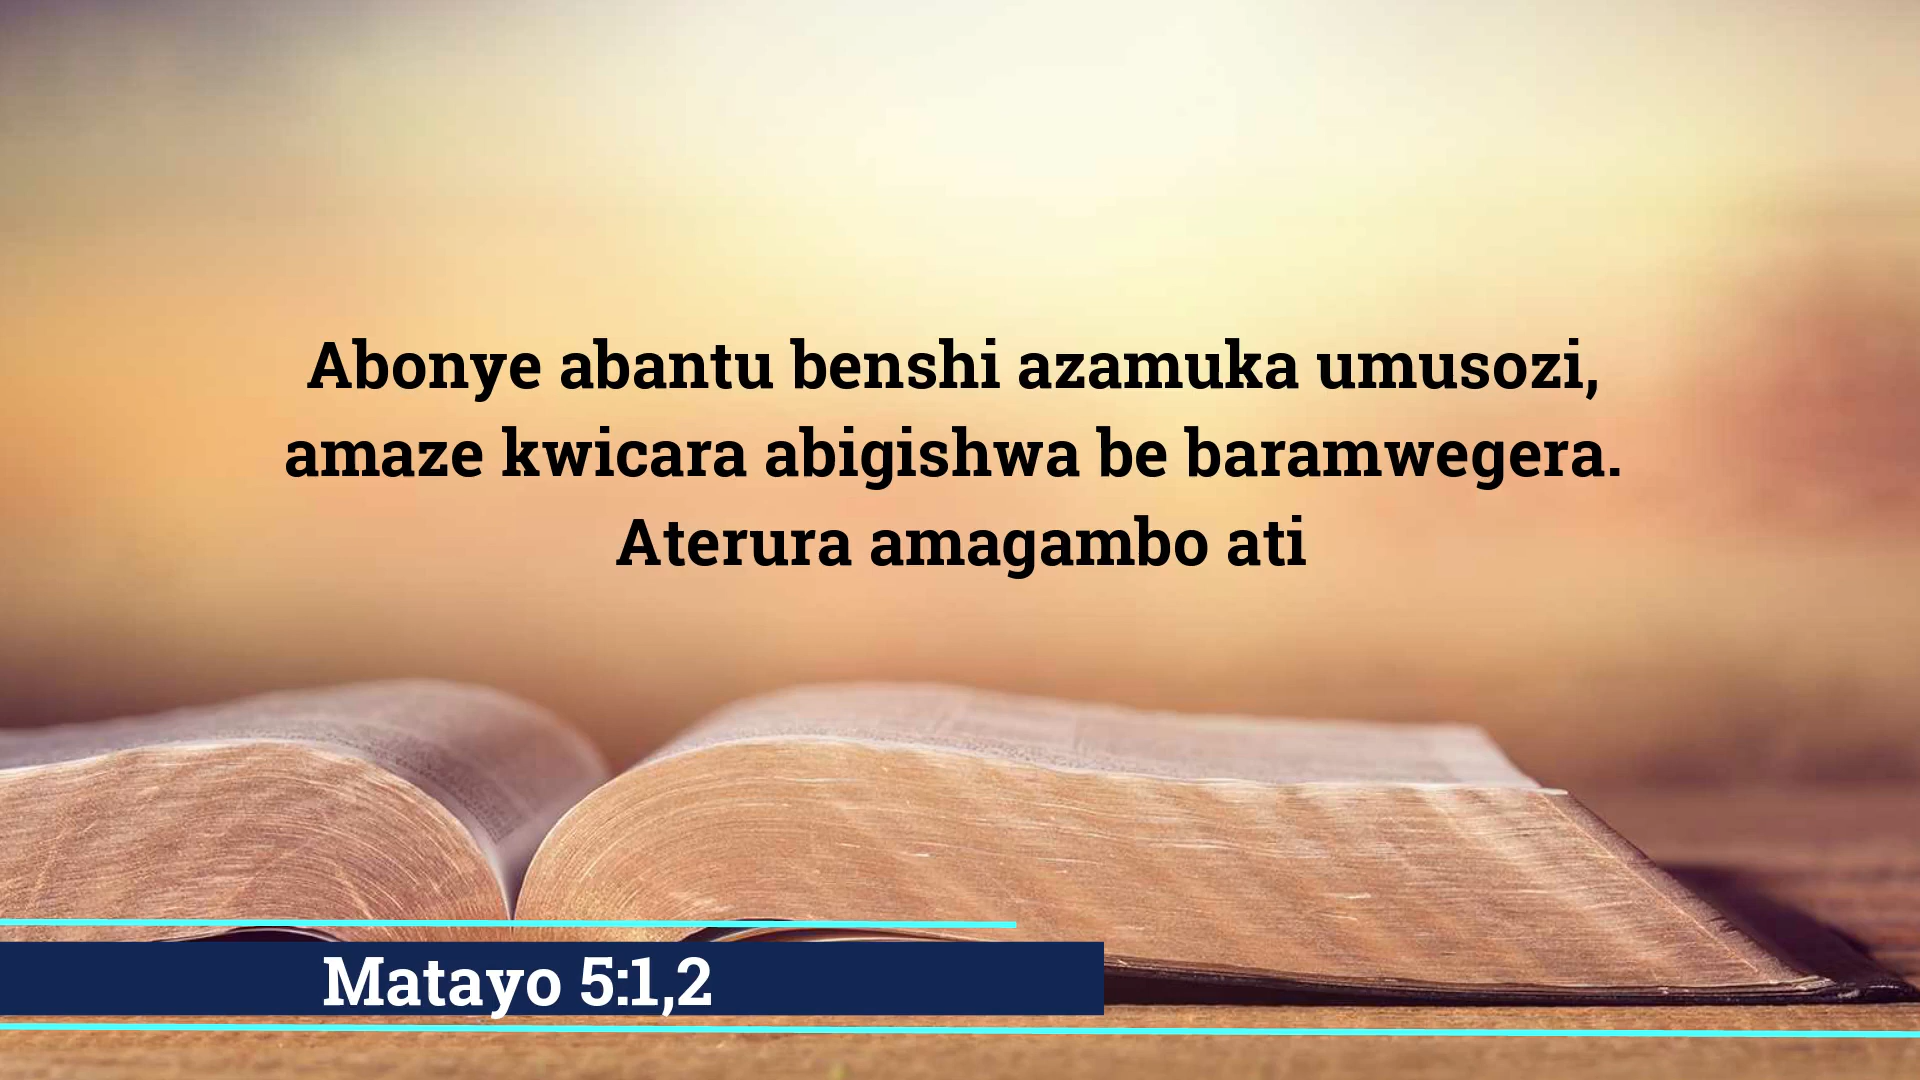 Abonye abantu benshi azamuka umusozi,
amaze kwicara abigishwa be baramwegera.
Aterura amagambo ati
Matayo 5:1,2